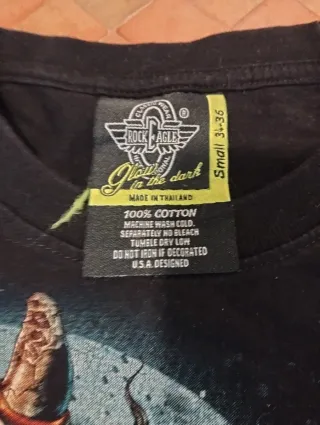 CLOTHING
ROCK EAGLE
®
Glow
in the dark
Small 34-36
MADE IN THAILAND
100% COTTON
MACHINE WASH COLD.
SEPARATELY NO BLEACH
TUMBLE DRY LOW
DO NOT IRON IF DECORATED
U.S.A. DESIGNED